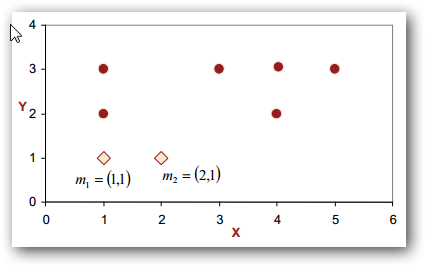 4
3
Y 2
1
0
m₁ = (1,1)
m₂ = (2,1)
0 1 2 3 4 5 6
X